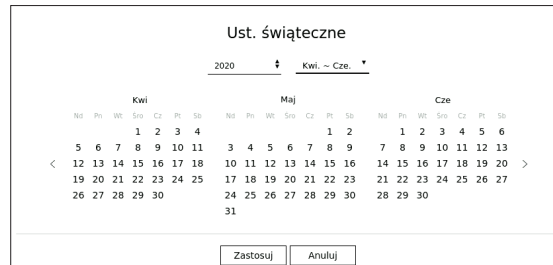 Ust. świąteczne
2020 Kwi. ~ Cze.
Kwi Maj Cze
Nd Pn Wt Śro Cz Pt Sb Nd Pn Wt Śro Cz Pt Sb Nd Pn Wt Śro Cz Pt Sb
1 2 3 4 1 2 1 2 3 4 5 6
5 6 7 8 9 10 11 3 4 5 6 7 8 9 7 8 9 10 11 12 13
12 13 14 15 16 17 18 10 11 12 13 14 15 16 14 15 16 17 18 19 20
19 20 21 22 23 24 25 17 18 19 20 21 22 23 21 22 23 24 25 26 27
26 27 28 29 30 24 25 26 27 28 29 30 28 29 30
31
Zastosuj Anuluj